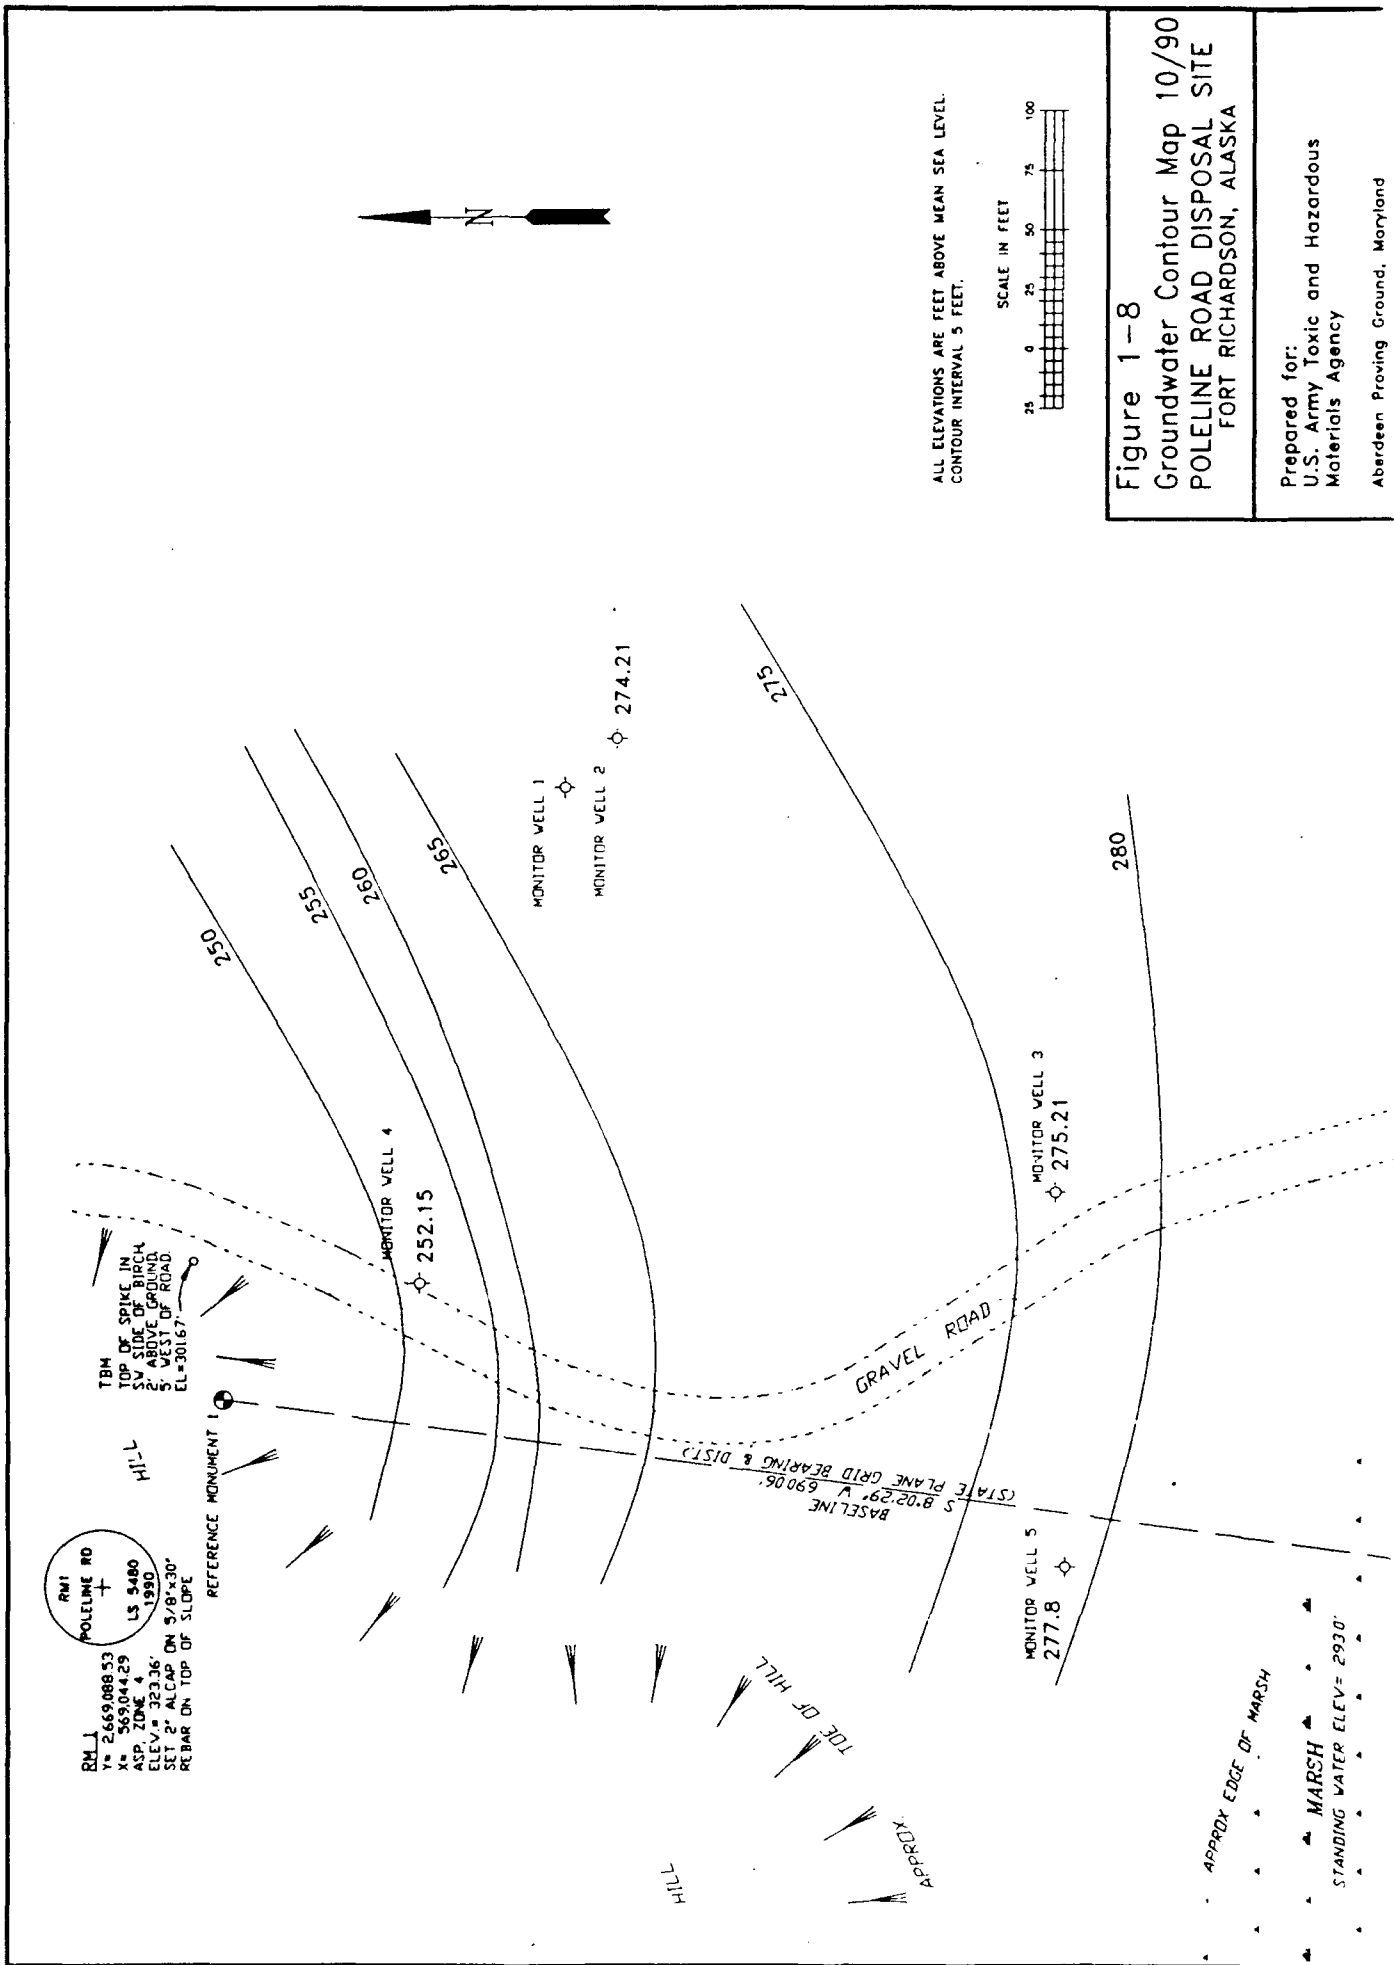 RM1
POLELINE RD
LS 5480
1990
RM 1
Y= 2,669,088.53
X= 569,044.29
ASP, ZONE 4
ELEV.= 323.36'
SET 2" ALCAP ON 5/8"x30"
REBAR ON TOP OF SLOPE
REFERENCE MONUMENT 1
HILL
TBM
TOP OF SPIKE IN
SW SIDE OF BIRCH,
2' ABOVE GROUND,
5' WEST OF ROAD.
EL=301.67'
N
250
255
260
265
275
280
MONITOR WELL 4
252.15
MONITOR WELL 1
MONITOR WELL 2
274.21
MONITOR WELL 3
275.21
MONITOR WELL 5
277.8
GRAVEL ROAD
BASELINE
S 8°02'29" W 690.06'
(STATE PLANE GRID BEARING & DIST.)
HILL
APPROX. TOE OF HILL
APPROX EDGE OF MARSH
MARSH
STANDING WATER ELEV= 293.0'
ALL ELEVATIONS ARE FEET ABOVE MEAN SEA LEVEL.
CONTOUR INTERVAL 5 FEET.
SCALE IN FEET
25 0 25 50 75 100
Figure 1-8
Groundwater Contour Map 10/90
POLELINE ROAD DISPOSAL SITE
FORT RICHARDSON, ALASKA
Prepared for:
U.S. Army Toxic and Hazardous
Materials Agency
Aberdeen Proving Ground, Maryland